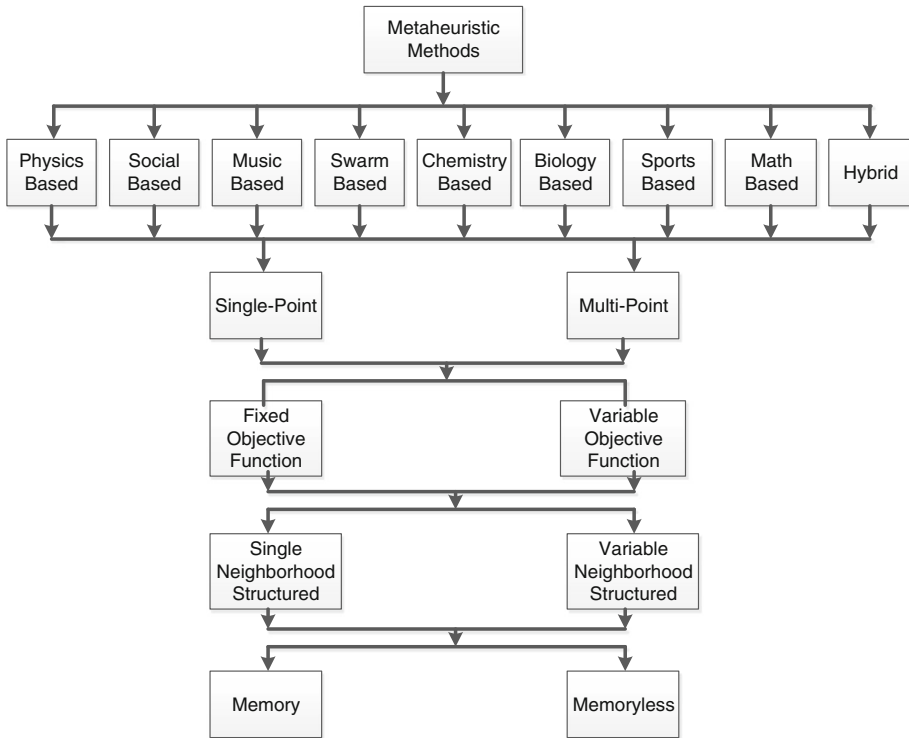 Metaheuristic
Methods
Physics
Based
Social
Based
Music
Based
Swarm
Based
Chemistry
Based
Biology
Based
Sports
Based
Math
Based
Hybrid
Single-Point
Multi-Point
Fixed
Objective
Function
Variable
Objective
Function
Single
Neighborhood
Structured
Variable
Neighborhood
Structured
Memory
Memoryless